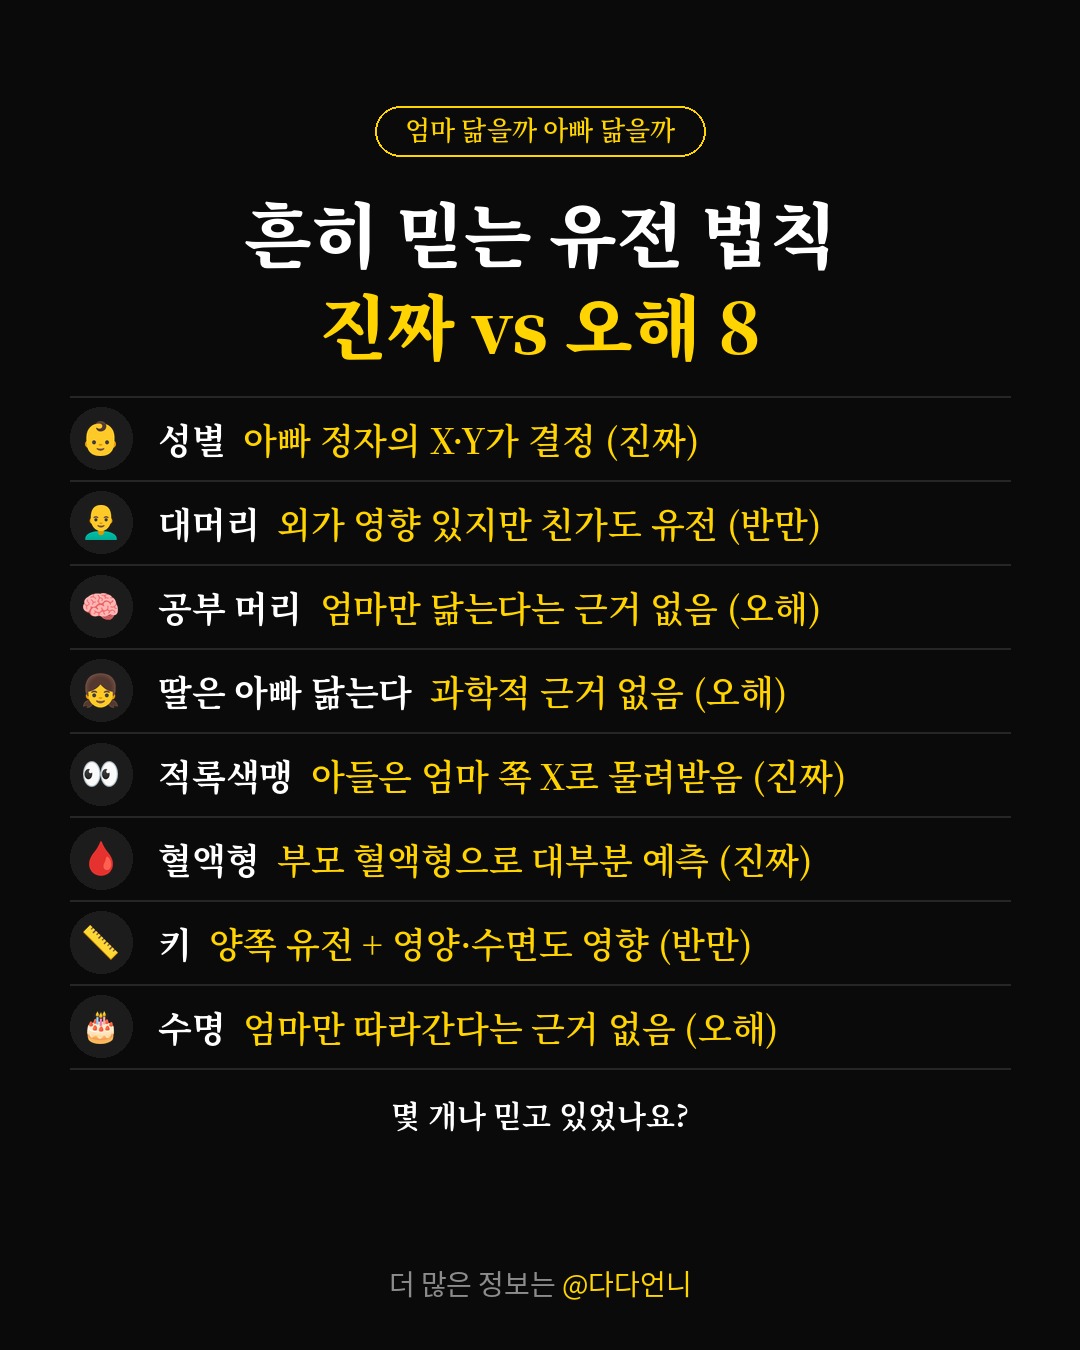 엄마 닮을까 아빠 닮을까
흔히 믿는 유전 법칙
진짜 vs 오해 8
성별 아빠 정자의 X·Y가 결정 (진짜)
대머리 외가 영향 있지만 친가도 유전 (반만)
공부 머리 엄마만 닮는다는 근거 없음 (오해)
딸은 아빠 닮는다 과학적 근거 없음 (오해)
적록색맹 아들은 엄마 쪽 X로 물려받음 (진짜)
혈액형 부모 혈액형으로 대부분 예측 (진짜)
키 양쪽 유전 + 영양·수면도 영향 (반만)
수명 엄마만 따라간다는 근거 없음 (오해)
몇 개나 믿고 있었나요?
더 많은 정보는 @다다언니